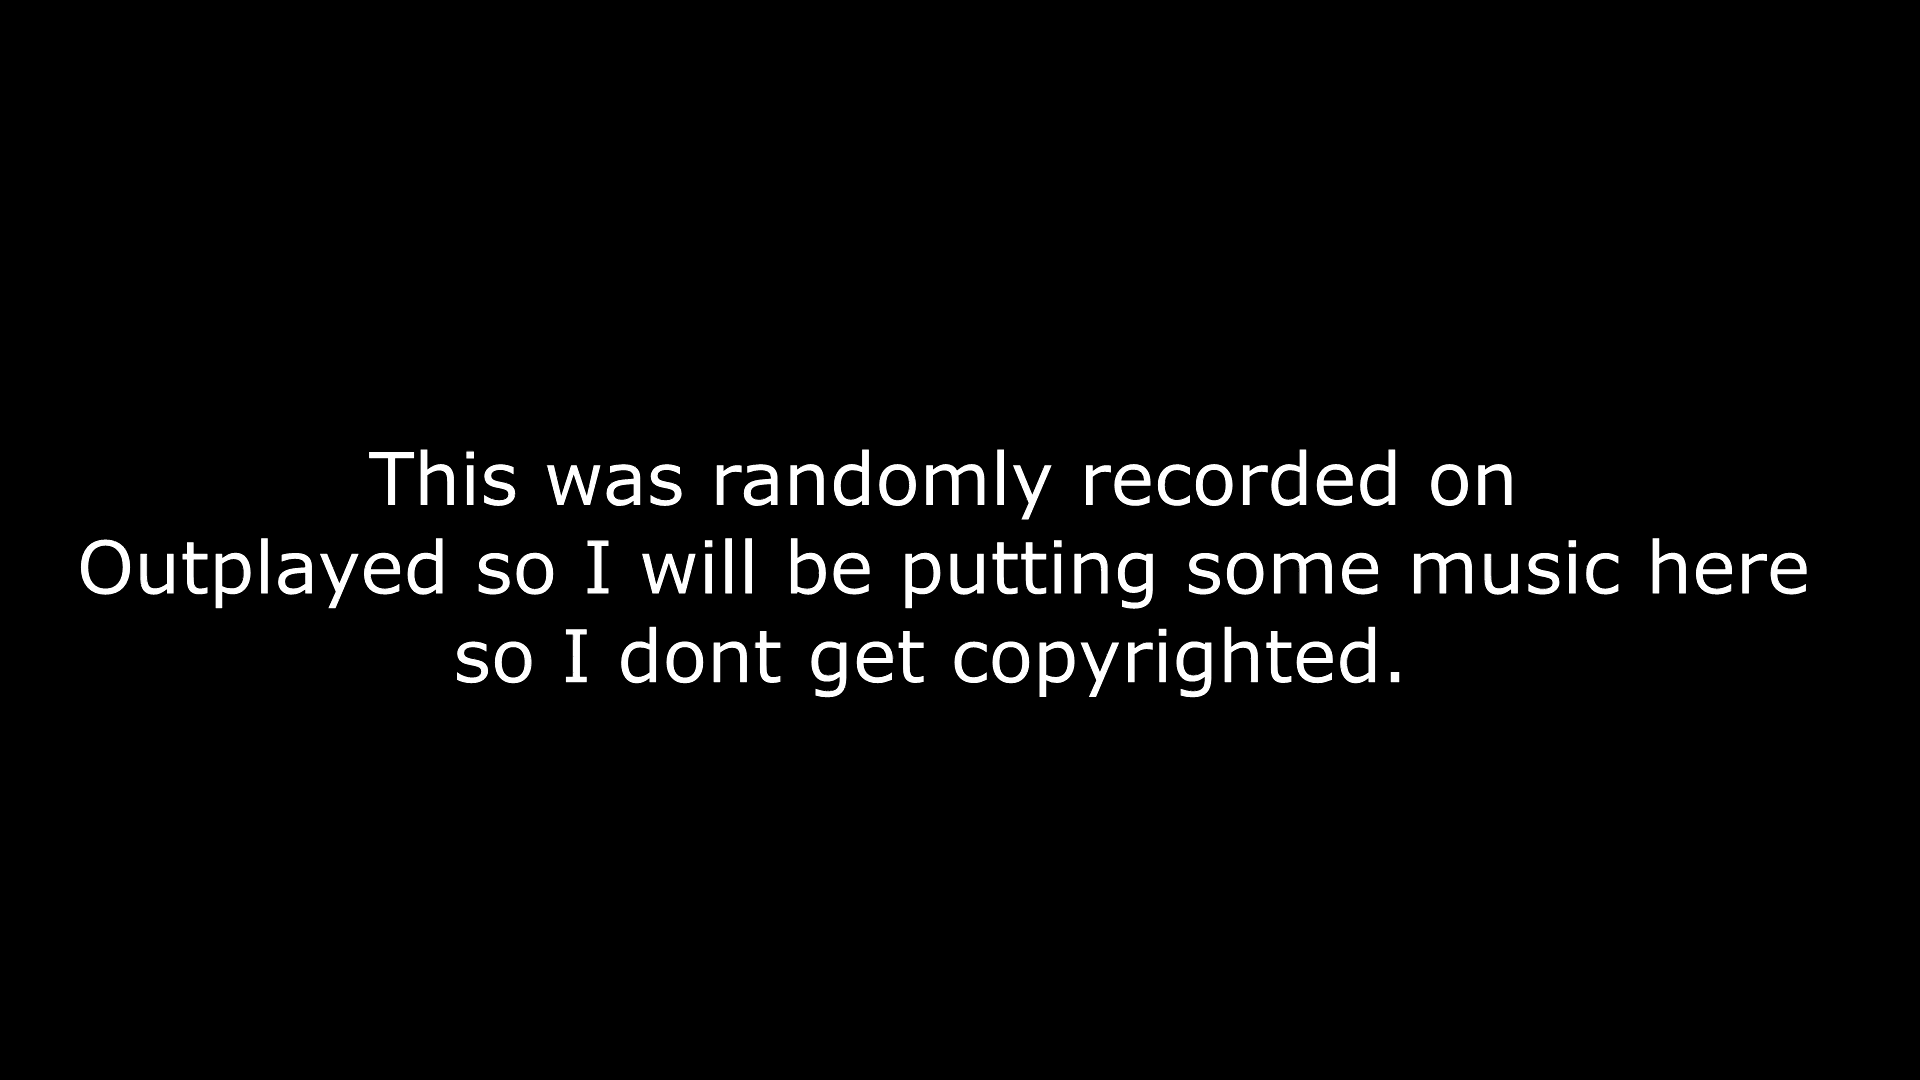 This was randomly recorded on
Outplayed so I will be putting some music here
so I dont get copyrighted.